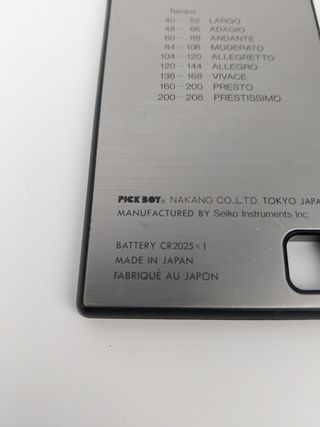 Tempo
40 - 52 LARGO
48 - 66 ADAGIO
60 - 88 ANDANTE
84 - 108 MODERATO
104 - 120 ALLEGRETTO
120 - 144 ALLEGRO
138 - 168 VIVACE
160 - 200 PRESTO
200 - 208 PRESTISSIMO
PICK BOY® NAKANO CO.,LTD. TOKYO JAPA
MANUFACTURED BY Seiko Instruments Inc.
BATTERY CR2025×1
MADE IN JAPAN
FABRIQUÉ AU JAPON